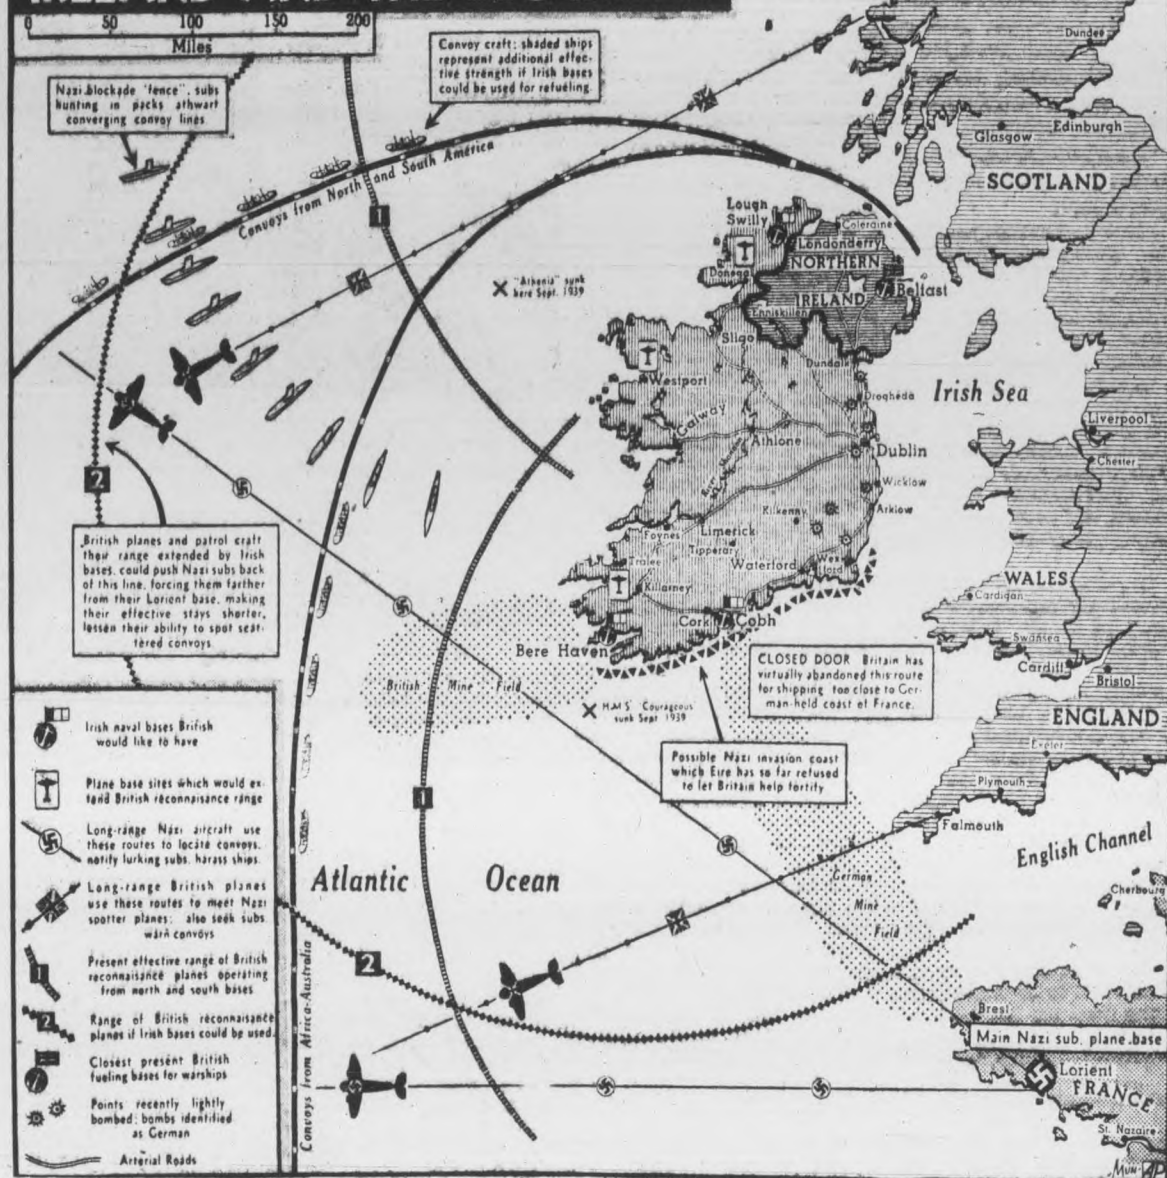 50 100 150 200
Miles
Nazi blockade "fence", subs
hunting in packs athwart
converging convoy lines
Convoy craft: shaded ships
represent additional effec-
tive strength if Irish bases
could be used for refueling
Convoys from North and South America
1
"Athenia" sunk
here Sept. 1939
Dundee
Glasgow
Edinburgh
SCOTLAND
Lough
Swilly
Coleraine
Londonderry
Donegal
NORTHERN
IRELAND
Belfast
Enniskillen
Sligo
Dundalk
Westport
Drogheda
Irish Sea
Galway
Athlone
Dublin
Liverpool
Chester
Wicklow
Arklow
Kilkenny
Limerick
Foynes
Tipperary
Tralee
Waterford
Wex-
ford
Killarney
Cork
Cobh
Bere Haven
WALES
Cardigan
Swansea
Cardiff
Bristol
ENGLAND
Exeter
Plymouth
Falmouth
2
British planes and patrol craft
their range extended by Irish
bases, could push Nazi subs back
of this line, forcing them farther
from their Lorient base, making
their effective stays shorter,
lessen their ability to spot scat-
tered convoys
British Mine Field
H.M.S. "Courageous"
sunk Sept 1939
CLOSED DOOR Britain has
virtually abandoned this route
for shipping too close to Ger-
man-held coast of France.
Possible Nazi invasion coast
which Eire has so far refused
to let Britain help fortify
1
Atlantic Ocean
English Channel
Cherbourg
German
Mine
Field
2
Convoys from Africa-Australia
Brest
Main Nazi sub, plane base
Lorient
FRANCE
St. Nazaire
Irish naval bases British
would like to have
Plane base sites which would ex-
tend British reconnaisance range
Long-range Nazi aircraft use
these routes to locate convoys,
notify lurking subs, harass ships
Long-range British planes
use these routes to meet Nazi
spotter planes; also seek subs
warn convoys
1
Present effective range of British
reconnaisance planes operating
from north and south bases
2
Range of British reconnaisance
planes if Irish bases could be used
Closest present British
fueling bases for warships
Points recently lightly
bombed; bombs identified
as German
Arterial Roads
AP